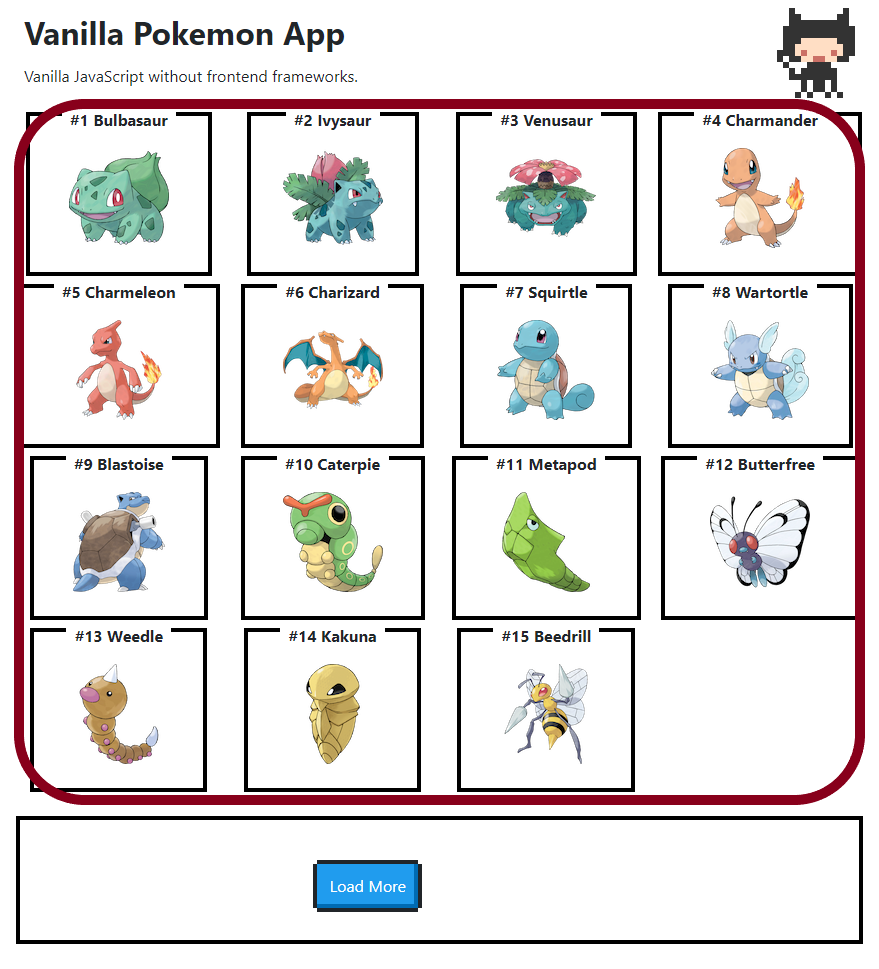 Vanilla Pokemon App
Vanilla JavaScript without frontend frameworks.
#1 Bulbasaur
#2 Ivysaur
#3 Venusaur
#4 Charmander
#5 Charmeleon
#6 Charizard
#7 Squirtle
#8 Wartortle
#9 Blastoise
#10 Caterpie
#11 Metapod
#12 Butterfree
#13 Weedle
#14 Kakuna
#15 Beedrill
Load More